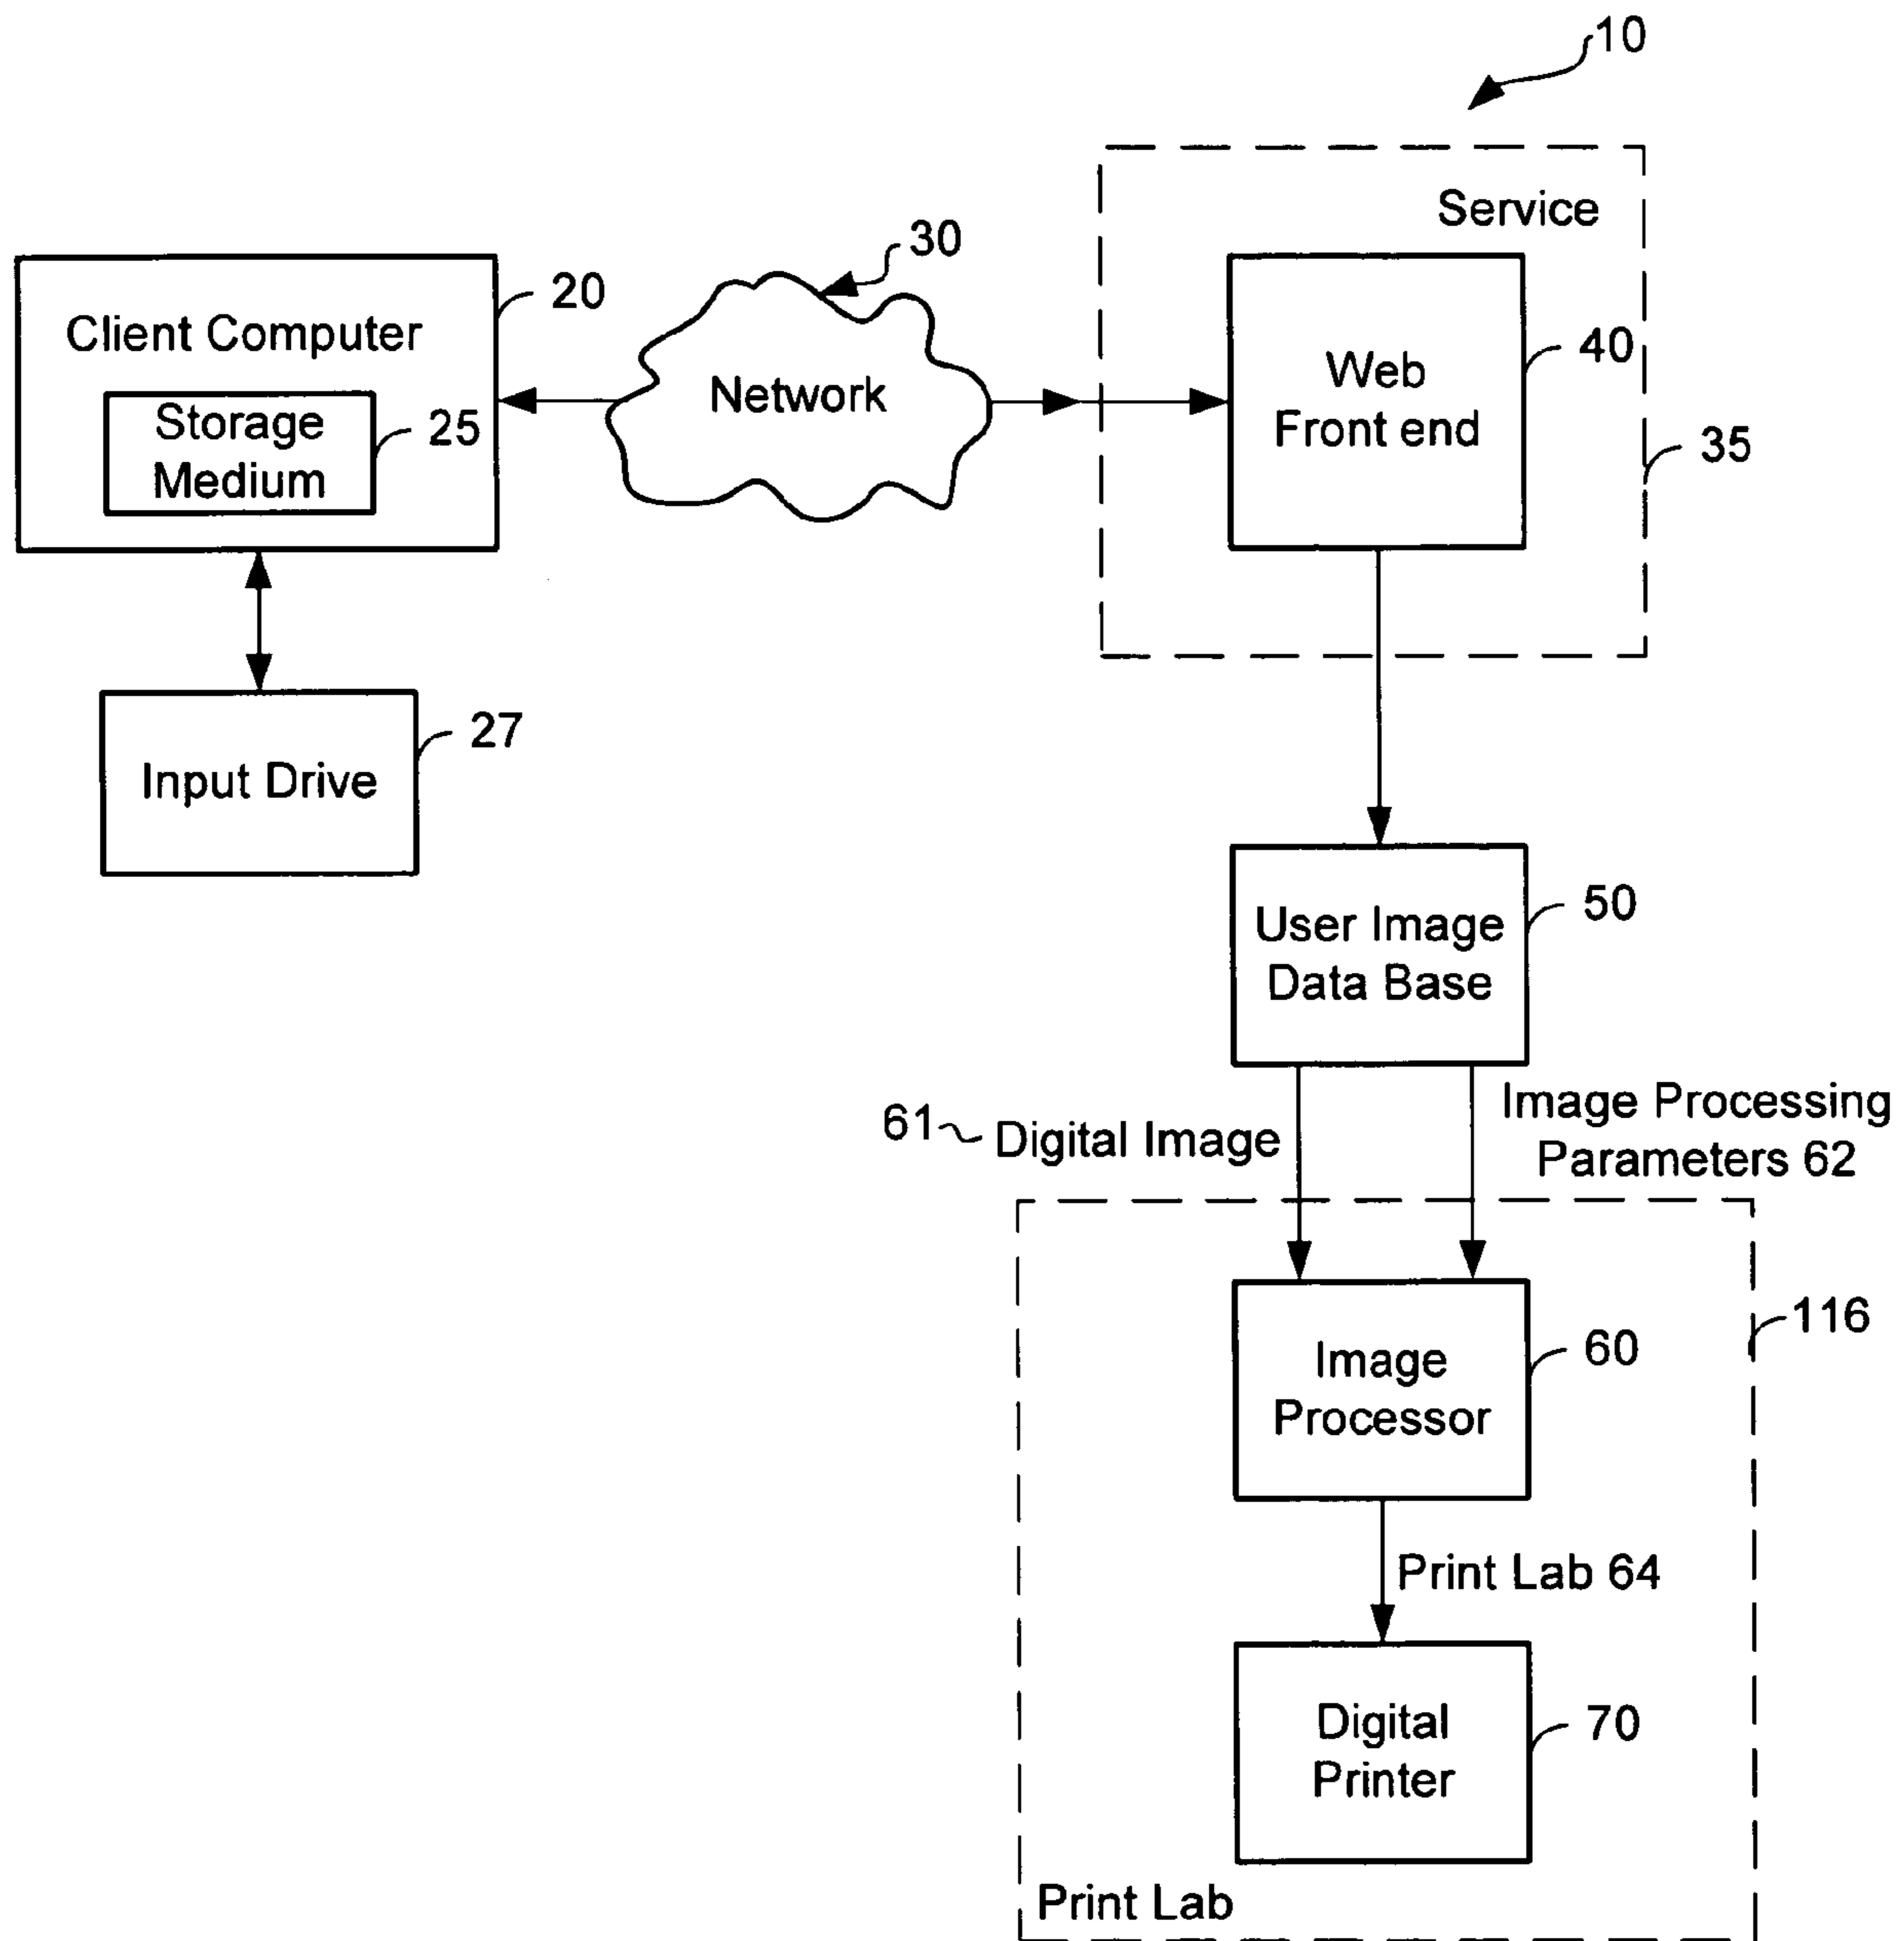 10
Service
30
20
Client Computer
Network
40
Web
Front end
Storage
Medium
25
35
27
Input Drive
50
User Image
Data Base
61
Digital Image
Image Processing
Parameters 62
116
60
Image
Processor
Print Lab 64
70
Digital
Printer
Print Lab